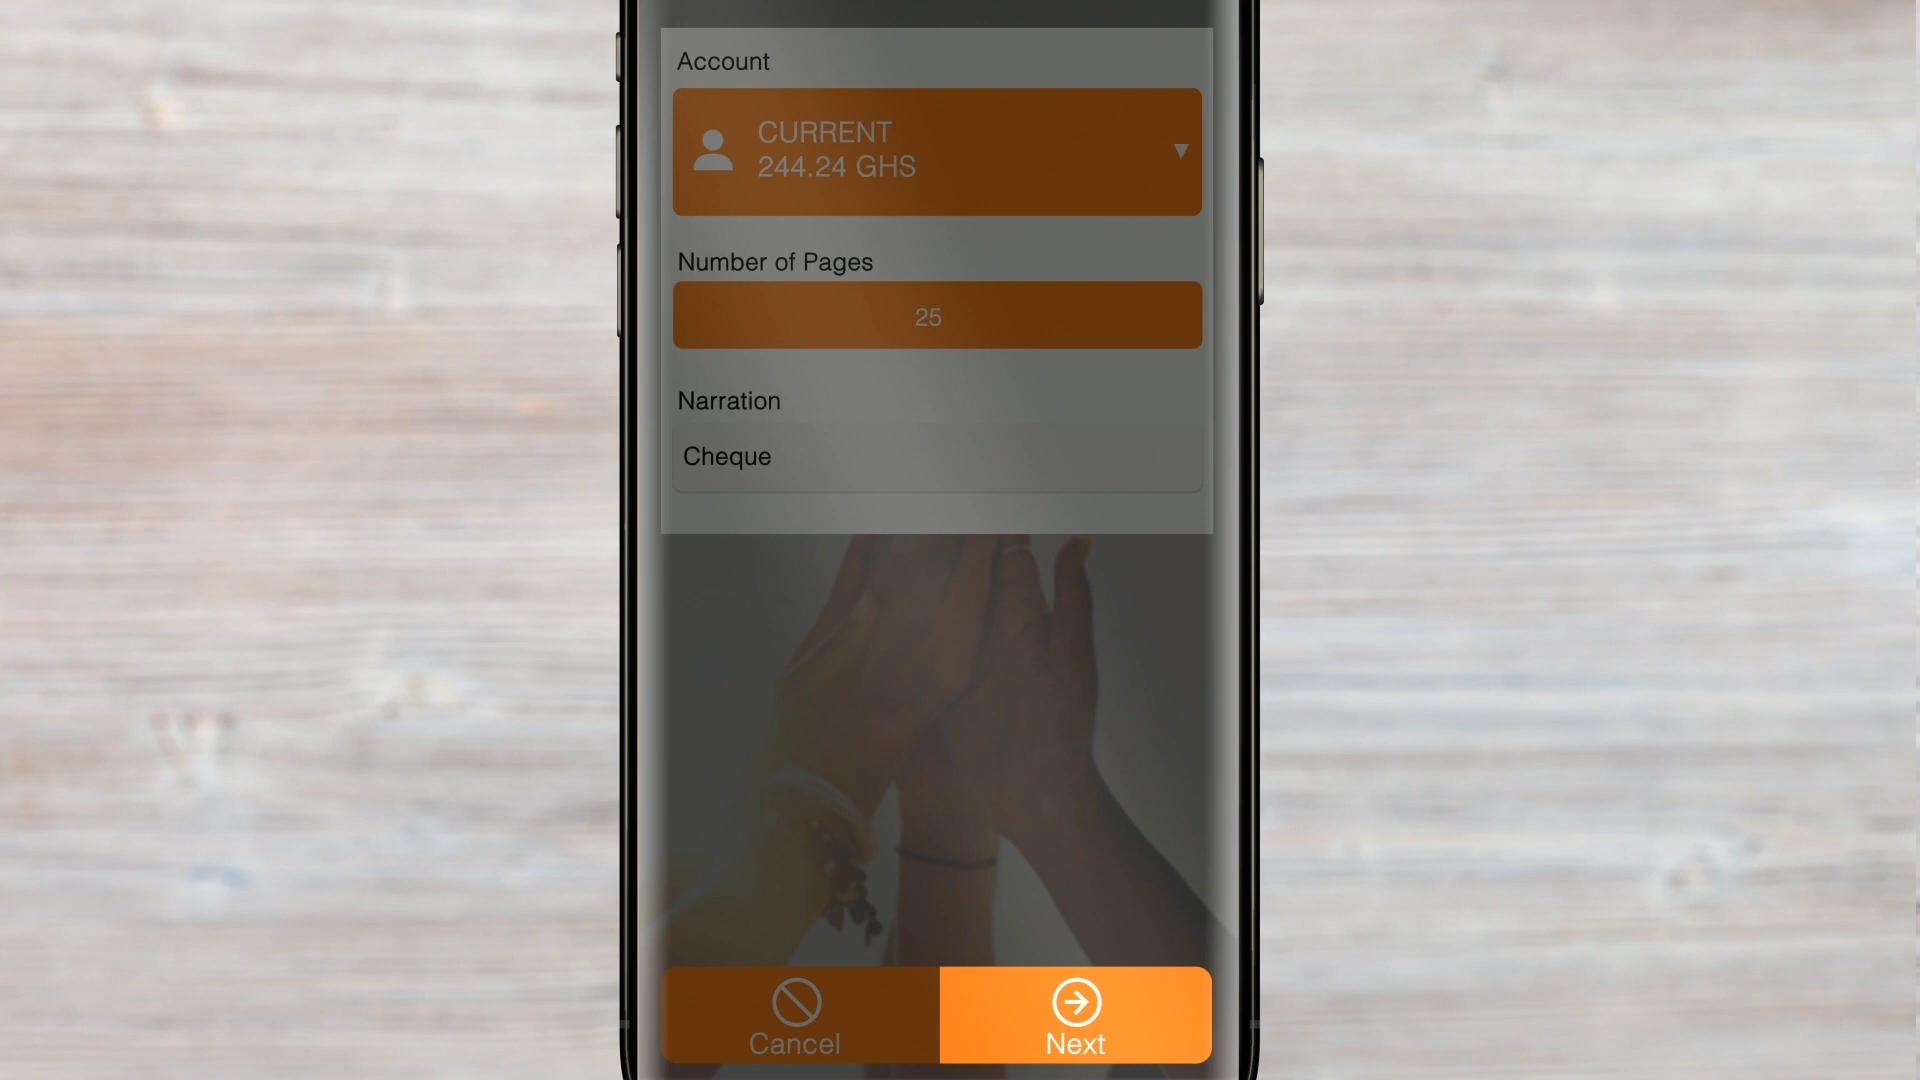 Account
CURRENT
244.24 GHS
Number of Pages
25
Narration
Cheque
Cancel
Next